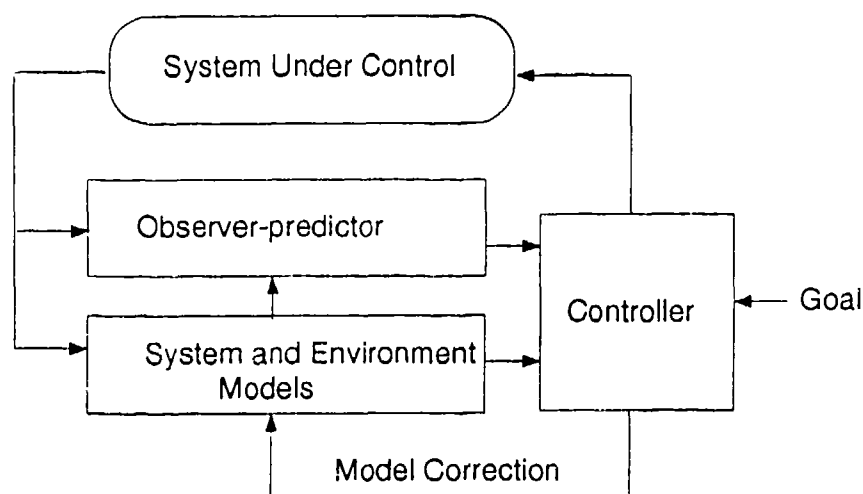 System Under Control
Observer-predictor
Controller
Goal
System and Environment
Models
Model Correction